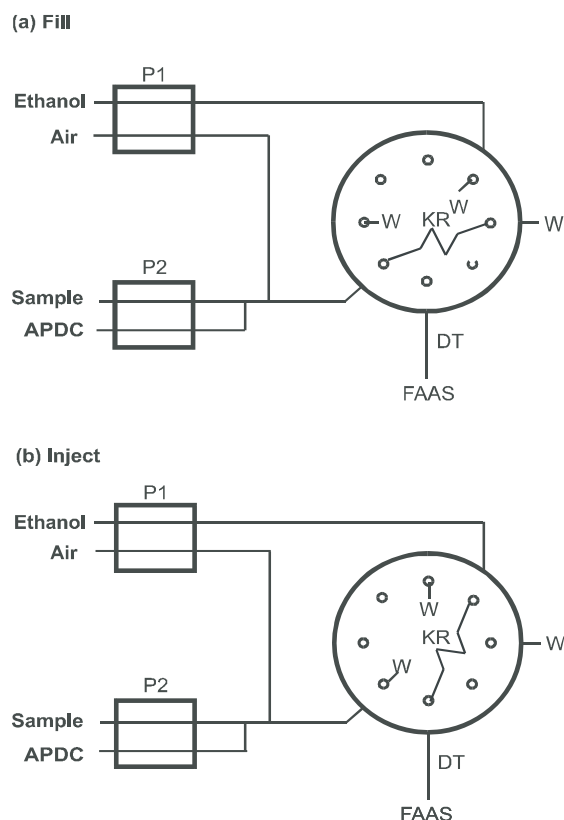 (a) Fill
P1
Ethanol
Air
W
W
KR
W
P2
Sample
APDC
DT
FAAS
(b) Inject
P1
Ethanol
Air
W
KR
W
W
P2
Sample
APDC
DT
FAAS